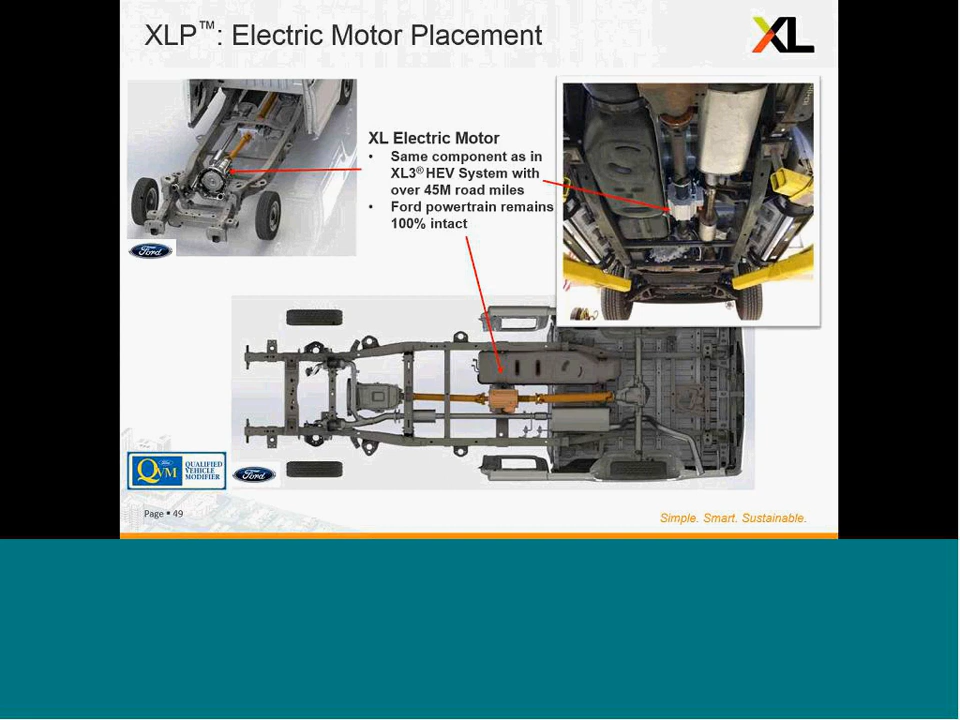 XLP™: Electric Motor Placement
XL
XL Electric Motor
• Same component as in
XL3® HEV System with
over 45M road miles
• Ford powertrain remains
100% intact
Ford
QVM
QUALIFIED
VEHICLE
MODIFIER
Ford
Page ▪ 49
Simple. Smart. Sustainable.